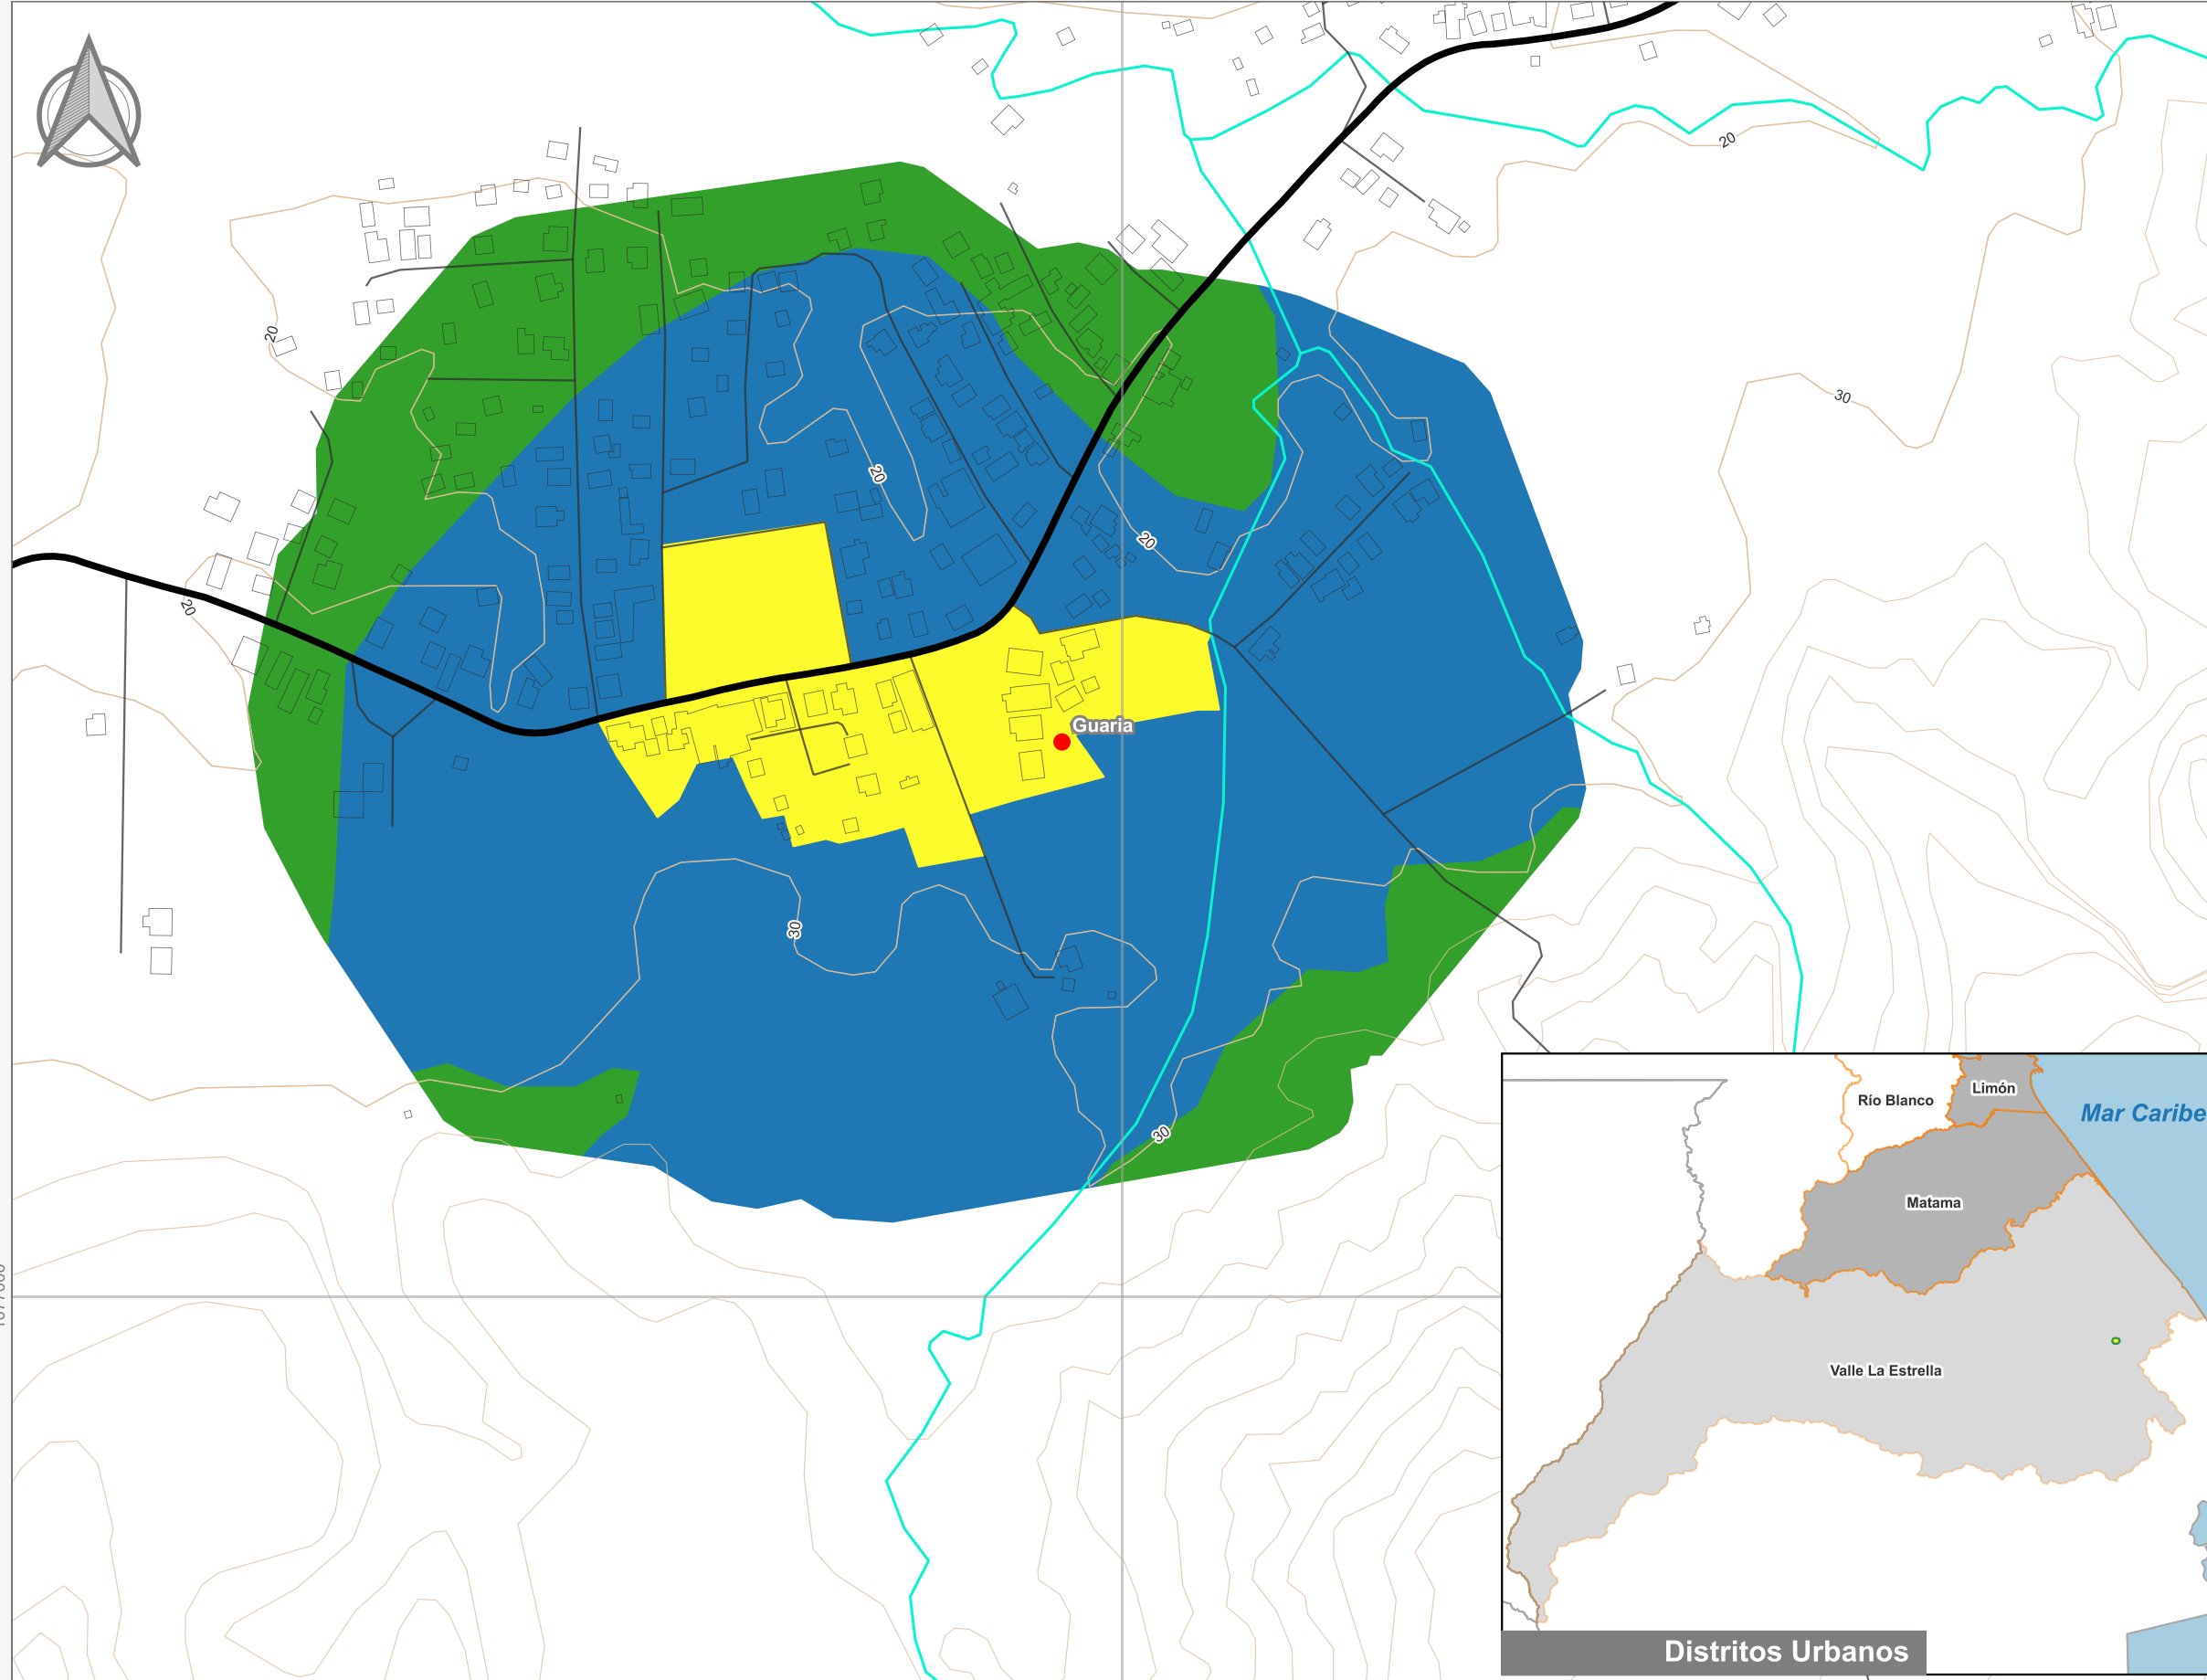 20
30
20
20
20
20
Guaria
30
30
Limón
Río Blanco
Mar Caribe
Matama
Valle La Estrella
Distritos Urbanos